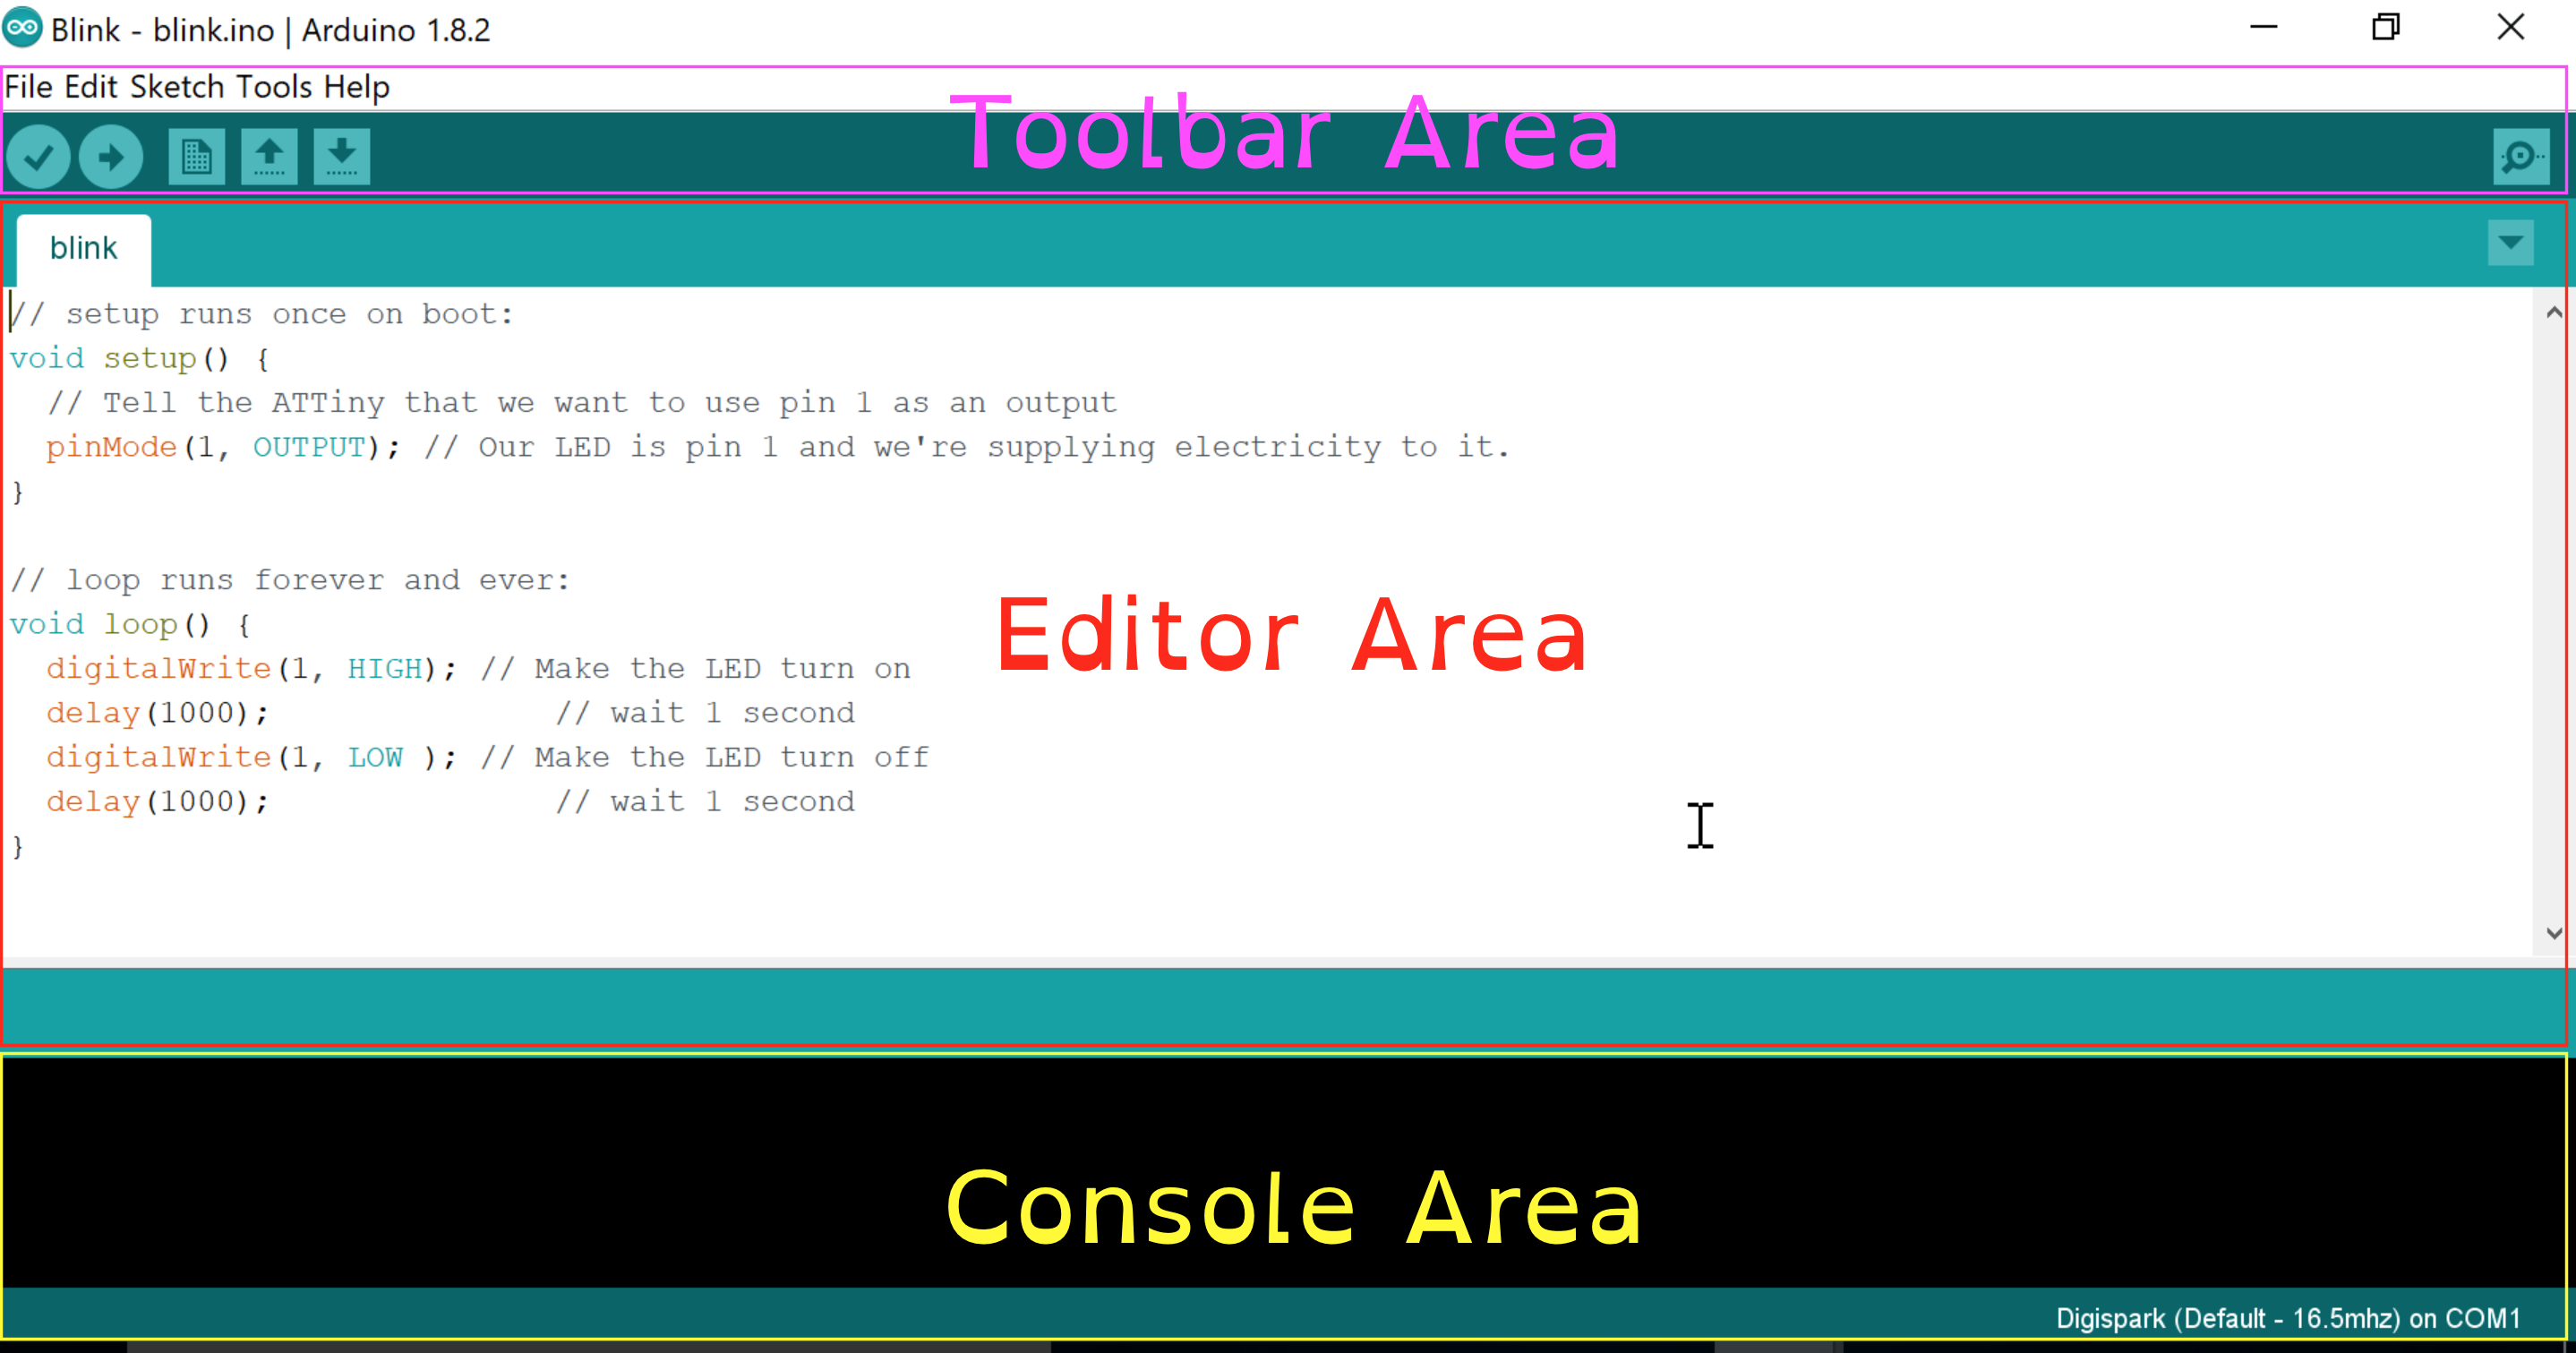 Blink - blink.ino | Arduino 1.8.2
File Edit Sketch Tools Help
Toolbar Area
blink
// setup runs once on boot:
void setup() {
  // Tell the ATTiny that we want to use pin 1 as an output
  pinMode(1, OUTPUT); // Our LED is pin 1 and we're supplying electricity to it.
}
// loop runs forever and ever:
void loop() {
  digitalWrite(1, HIGH); // Make the LED turn on
  delay(1000);               // wait 1 second
  digitalWrite(1, LOW ); // Make the LED turn off
  delay(1000);               // wait 1 second
}
Editor Area
Console Area
Digispark (Default - 16.5mhz) on COM1